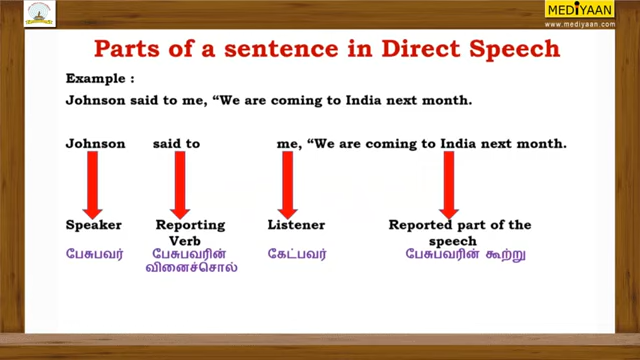 MEDIYAAN
www.mediyaan.com
Parts of a sentence in Direct Speech
Example :
Johnson said to me, “We are coming to India next month.
Johnson said to me, “We are coming to India next month.
Speaker Reporting Verb Listener Reported part of the speech
பேசுபவர் பேசுபவரின் வினைச்சொல் கேட்பவர் பேசுபவரின் கூற்று